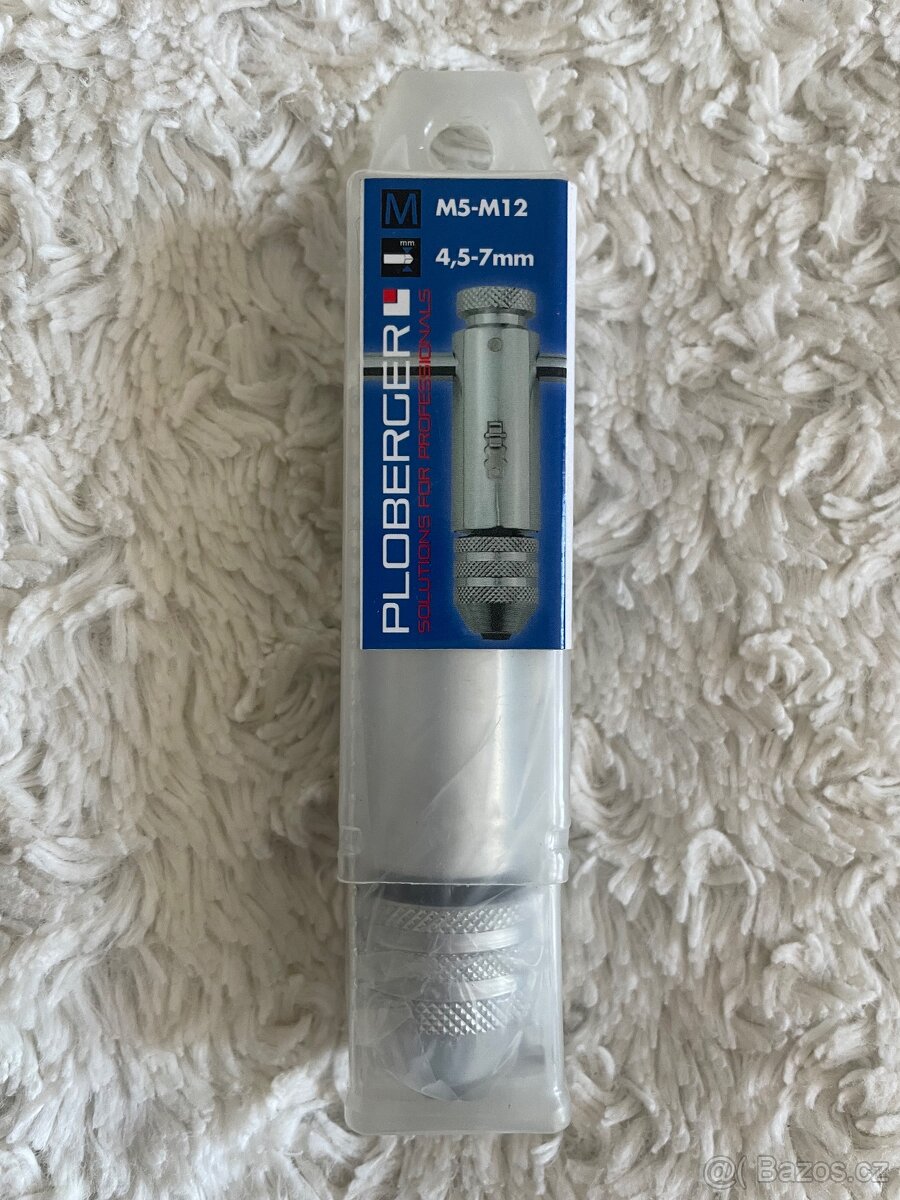 M M5-M12
mm
4,5-7mm
PLOBERGER
SOLUTIONS FOR PROFESSIONALS
@( Bazos.cz